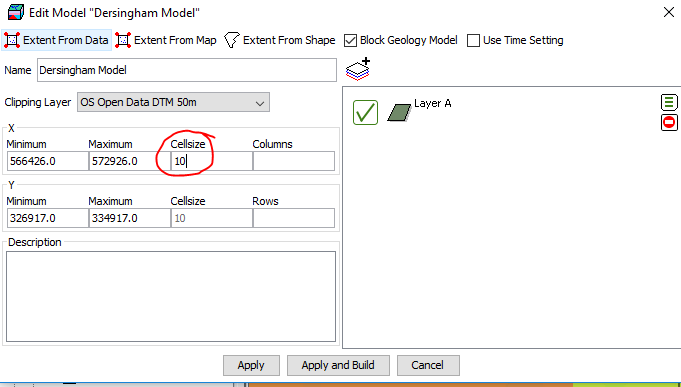 Edit Model "Dersingham Model"
Extent From Data Extent From Map Extent From Shape Block Geology Model Use Time Setting
Name Dersingham Model
Clipping Layer OS Open Data DTM 50m
Layer A
X
Minimum Maximum Cellsize Columns
566426.0 572926.0 10
Y
Minimum Maximum Cellsize Rows
326917.0 334917.0 10
Description
Apply Apply and Build Cancel